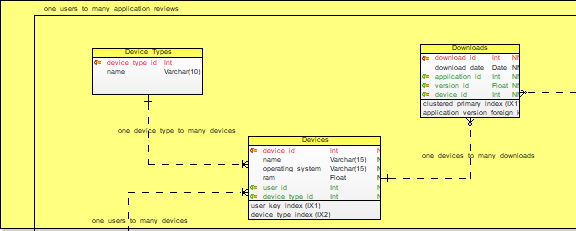 one users to many application reviews
Device Types
device type id Int
name Varchar(10)
one device type to many devices
Downloads
download id Int
download date Date
application id Int
version id Float
device id Int
clustered primary index (IX1
application version foreign
one devices to many downloads
Devices
device id Int
name Varchar(15)
operating system Varchar(15)
ram Float
user id Int
device type id Int
user key index (IX1)
device type index (IX2)
one users to many devices